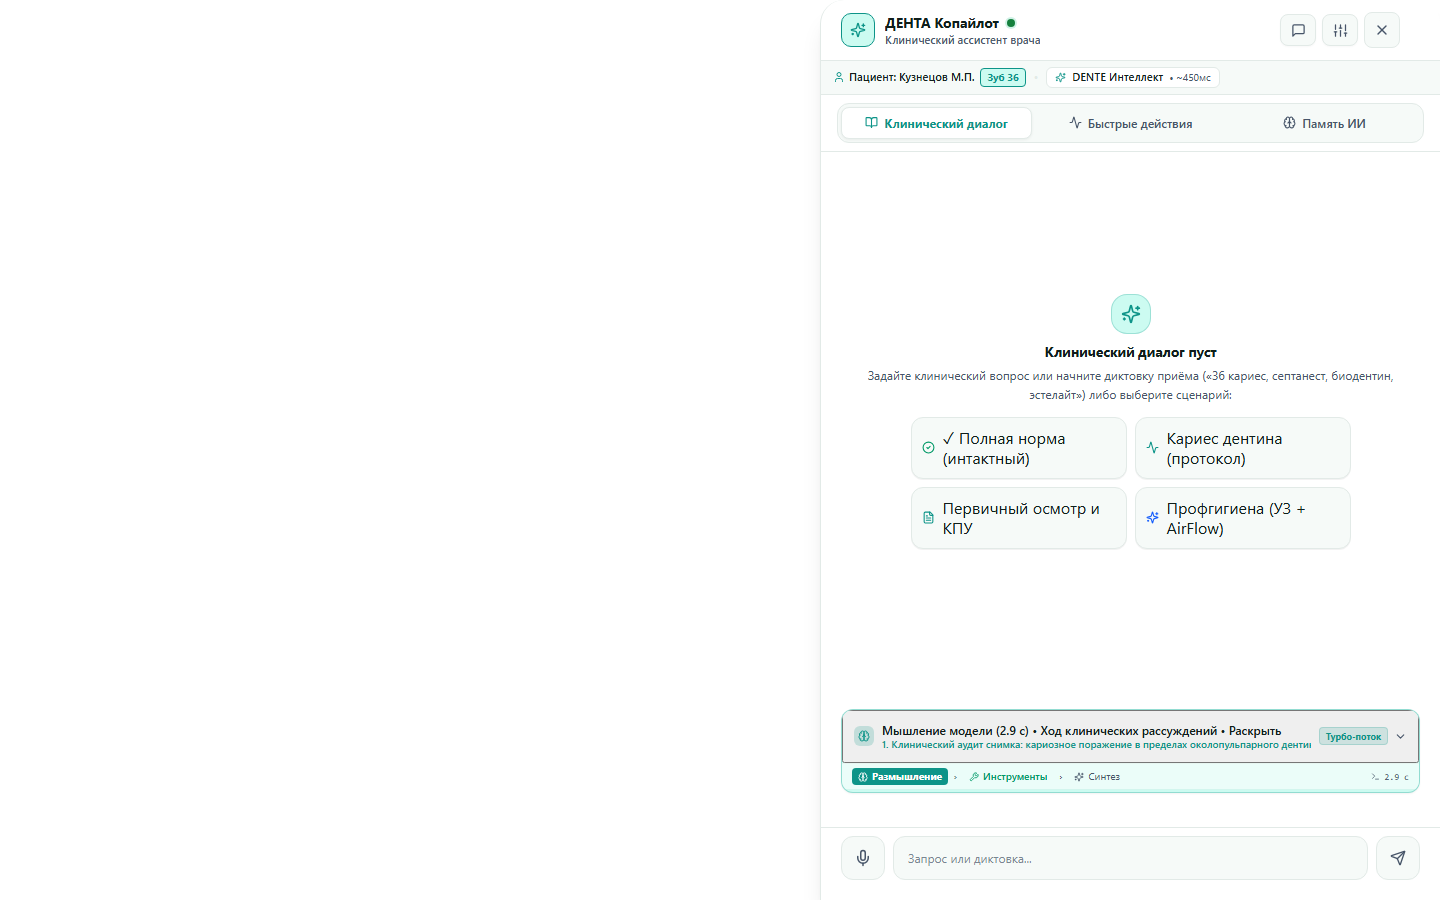 ДЕНТА Копайлот
Клинический ассистент врача
Пациент: Кузнецов М.П.
Зуб 36
DENTE Интеллект • ~450мс
Клинический диалог
Быстрые действия
Память ИИ
Клинический диалог пуст
Задайте клинический вопрос или начните диктовку приёма («36 кариес, септанест, биодентин,
эстелайт») либо выберите сценарий:
✓ Полная норма
(интактный)
Кариес дентина
(протокол)
Первичный осмотр и
КПУ
Профгигиена (УЗ +
AirFlow)
Мышление модели (2.9 с) • Ход клинических рассуждений • Раскрыть
1. Клинический аудит снимка: кариозное поражение в пределах околопульпарного денти
Турбо-поток
Размышление › Инструменты › Синтез
2.9 с
Запрос или диктовка...